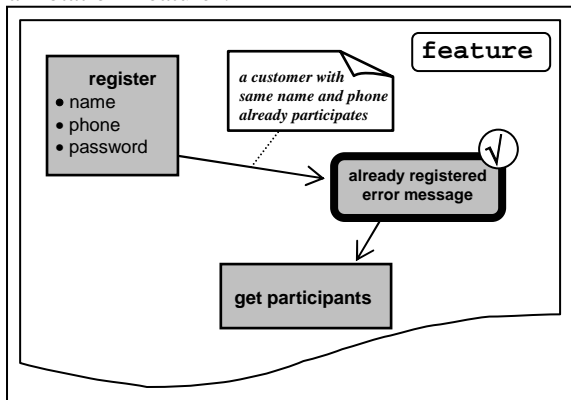 feature
register
• name
• phone
• password
a customer with
same name and phone
already participates
√
already registered
error message
get participants